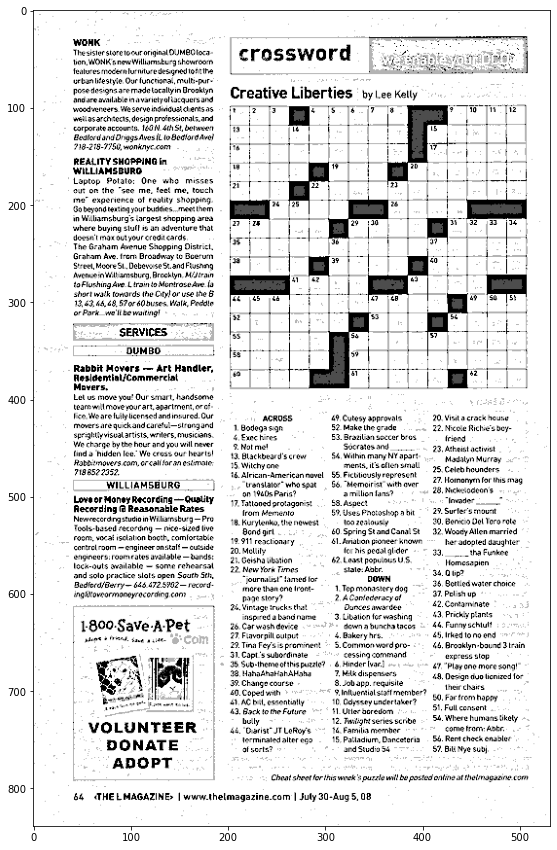 WONK
The sister store to our original DUMBO loca-
tion, WONK's new Williamsburg showroom
features modern furniture designed to fit the
urban lifestyle. Our functional, multi-pur-
pose designs are made locally in Brooklyn
and are available in a variety of lacquers and
woodveneers. We serve individual clients as
well as architects, design professionals, and
corporate accounts. 160 N. 4th St, between
Bedford and Driggs Aves (L to Bedford Ave)
718-218-7750, wonknyc.com
REALITY SHOPPING in
WILLIAMSBURG
Laptop Potato: One who misses
out on the "see me, feel me, touch
me" experience of reality shopping.
Go beyond texting your buddies...meet them
in Williamsburg's largest shopping area
where buying stuff is an adventure that
doesn't max out your credit cards.
The Graham Avenue Shopping District,
Graham Ave. from Broadway to Boerum
Street, Moore St., Debevoise St, and Flushing
Avenue in Williamsburg, Brooklyn. M/J train
to Flushing Ave. L train to Montrose Ave. (a
short walk towards the City) or use the B
13, 43, 46, 48, 57 or 60 buses. Walk, Peddle
or Park...we'll be waiting!
SERVICES
DUMBO
Rabbit Movers — Art Handler,
Residential/Commercial
Movers.
Let us move you! Our smart, handsome
team will move your art, apartment, or of-
fice. We are fully licensed and insured. Our
movers are quick and careful—strong and
sprightly visual artists, writers, musicians.
We charge by the hour and you will never
find a 'hidden fee.' We cross our hearts!
Rabbitmovers.com, or call for an estimate:
718 852 2352.
WILLIAMSBURG
Love or Money Recording — Quality
Recording @ Reasonable Rates
New recording studio in Williamsburg — Pro
Tools-based recording — nice-sized live
room, vocal isolation booth, comfortable
control room — engineer on staff — outside
engineers: room rates available — bands:
lock-outs available — some rehearsal
and solo practice slots open South 5th,
Bedford/Berry — 646.472.5982 — record-
ing@loveormoneyrecording.com
1-800-Save-A-Pet
.com
VOLUNTEER
DONATE
ADOPT
crossword
we enable your OCD
Creative Liberties by Lee Kelly
ACROSS
1. Bodega sign
4. Exec hires
9. Not me!
13. Blackbeard's crew
15. Witchy one
16. African-American novel
"translator" who spat
on 1940s Paris?
17. Tattooed protagonist
from Memento
18. Kurylenko, the newest
Bond girl
19. 911 reactionary
20. Mollify
21. Geisha libation
22. New York Times
"journalist" famed for
more than one front-
page story?
24. Vintage trucks that
inspired a band name
26. Car wash device
27. Flavorpill output
29. Tina Fey's is prominent
31. Capt.'s subordinate
35. Sub-theme of this puzzle?
38. HahaAhaHahAHaha
39. Change course
40. Coped with
41. AC bill, essentially
43. Back to the Future
bully
44. "Diarist" JT LeRoy's
terminated alter ego
of sorts?
49. Cutesy approvals
52. Make the grade
53. Brazilian soccer bros
Sócrates and
54. Within many NY apart-
ments, it's often small
55. Fictitiously represent
56. "Memoirist" with over
a million fans?
58. Aspect
59. Uses Photoshop a bit
too zealously
60 Spring St and Canal St
61. Aviation pioneer known
for his pedal glider
62. Least populous U.S.
state: Abbr.
DOWN
1. Top monastery dog
2. A Confederacy of
Dunces awardee
3. Libation for washing
down a buncha tacos
4. Bakery hrs.
5. Common word pro-
cessing command
6. Hinder (var.)
7. Milk dispensers
8. Job app. requisite
9. Influential staff member?
10. Odyssey undertaker?
11. Utter boredom
12. Twilight series scribe
14. Familia member
15. Palladium, Danceteria
and Studio 54
20. Visit a crack house
22. Nicole Richie's boy-
friend
23. Atheist activist
Madalyn Murray
25. Celeb hounders
27. Homonym for this mag
28. Nickelodeon's
"Invader ______"
29. Surfer's mount
30. Benicio Del Toro role
32. Woody Allen married
her adopted daughter
33. ______ tha Funkee
Homosapien
34. Q lip?
36. Bottled water choice
37. Polish up
42. Contaminate
43. Prickly plants
44. Funny schlub?
45. Irked to no end
46. Brooklyn-bound 3 train
express stop
47. "Play one more song!"
48. Design duo lionized for
their chairs
50. Far from happy
51. Full consent
54. Where humans likely
come from: Abbr.
56. Rent check enabler
57. Bill Nye subj.
Cheat sheet for this week's puzzle will be posted online at thelmagazine.com
64 <THE L MAGAZINE> | www.thelmagazine.com | July 30-Aug 5, 08